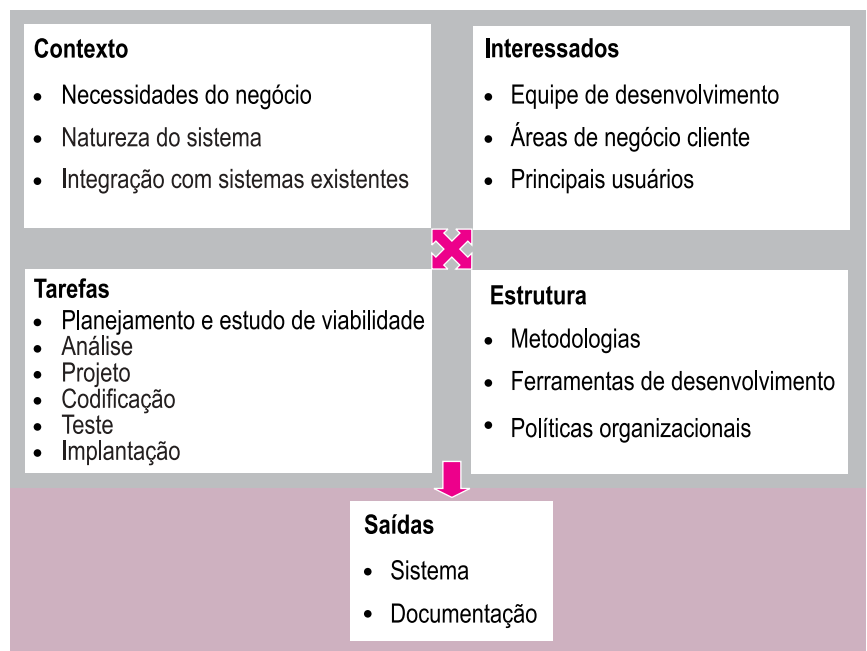 Contexto
• Necessidades do negócio
• Natureza do sistema
• Integração com sistemas existentes
Interessados
• Equipe de desenvolvimento
• Áreas de negócio cliente
• Principais usuários
Tarefas
• Planejamento e estudo de viabilidade
• Análise
• Projeto
• Codificação
• Teste
• Implantação
Estrutura
• Metodologias
• Ferramentas de desenvolvimento
• Políticas organizacionais
Saídas
• Sistema
• Documentação